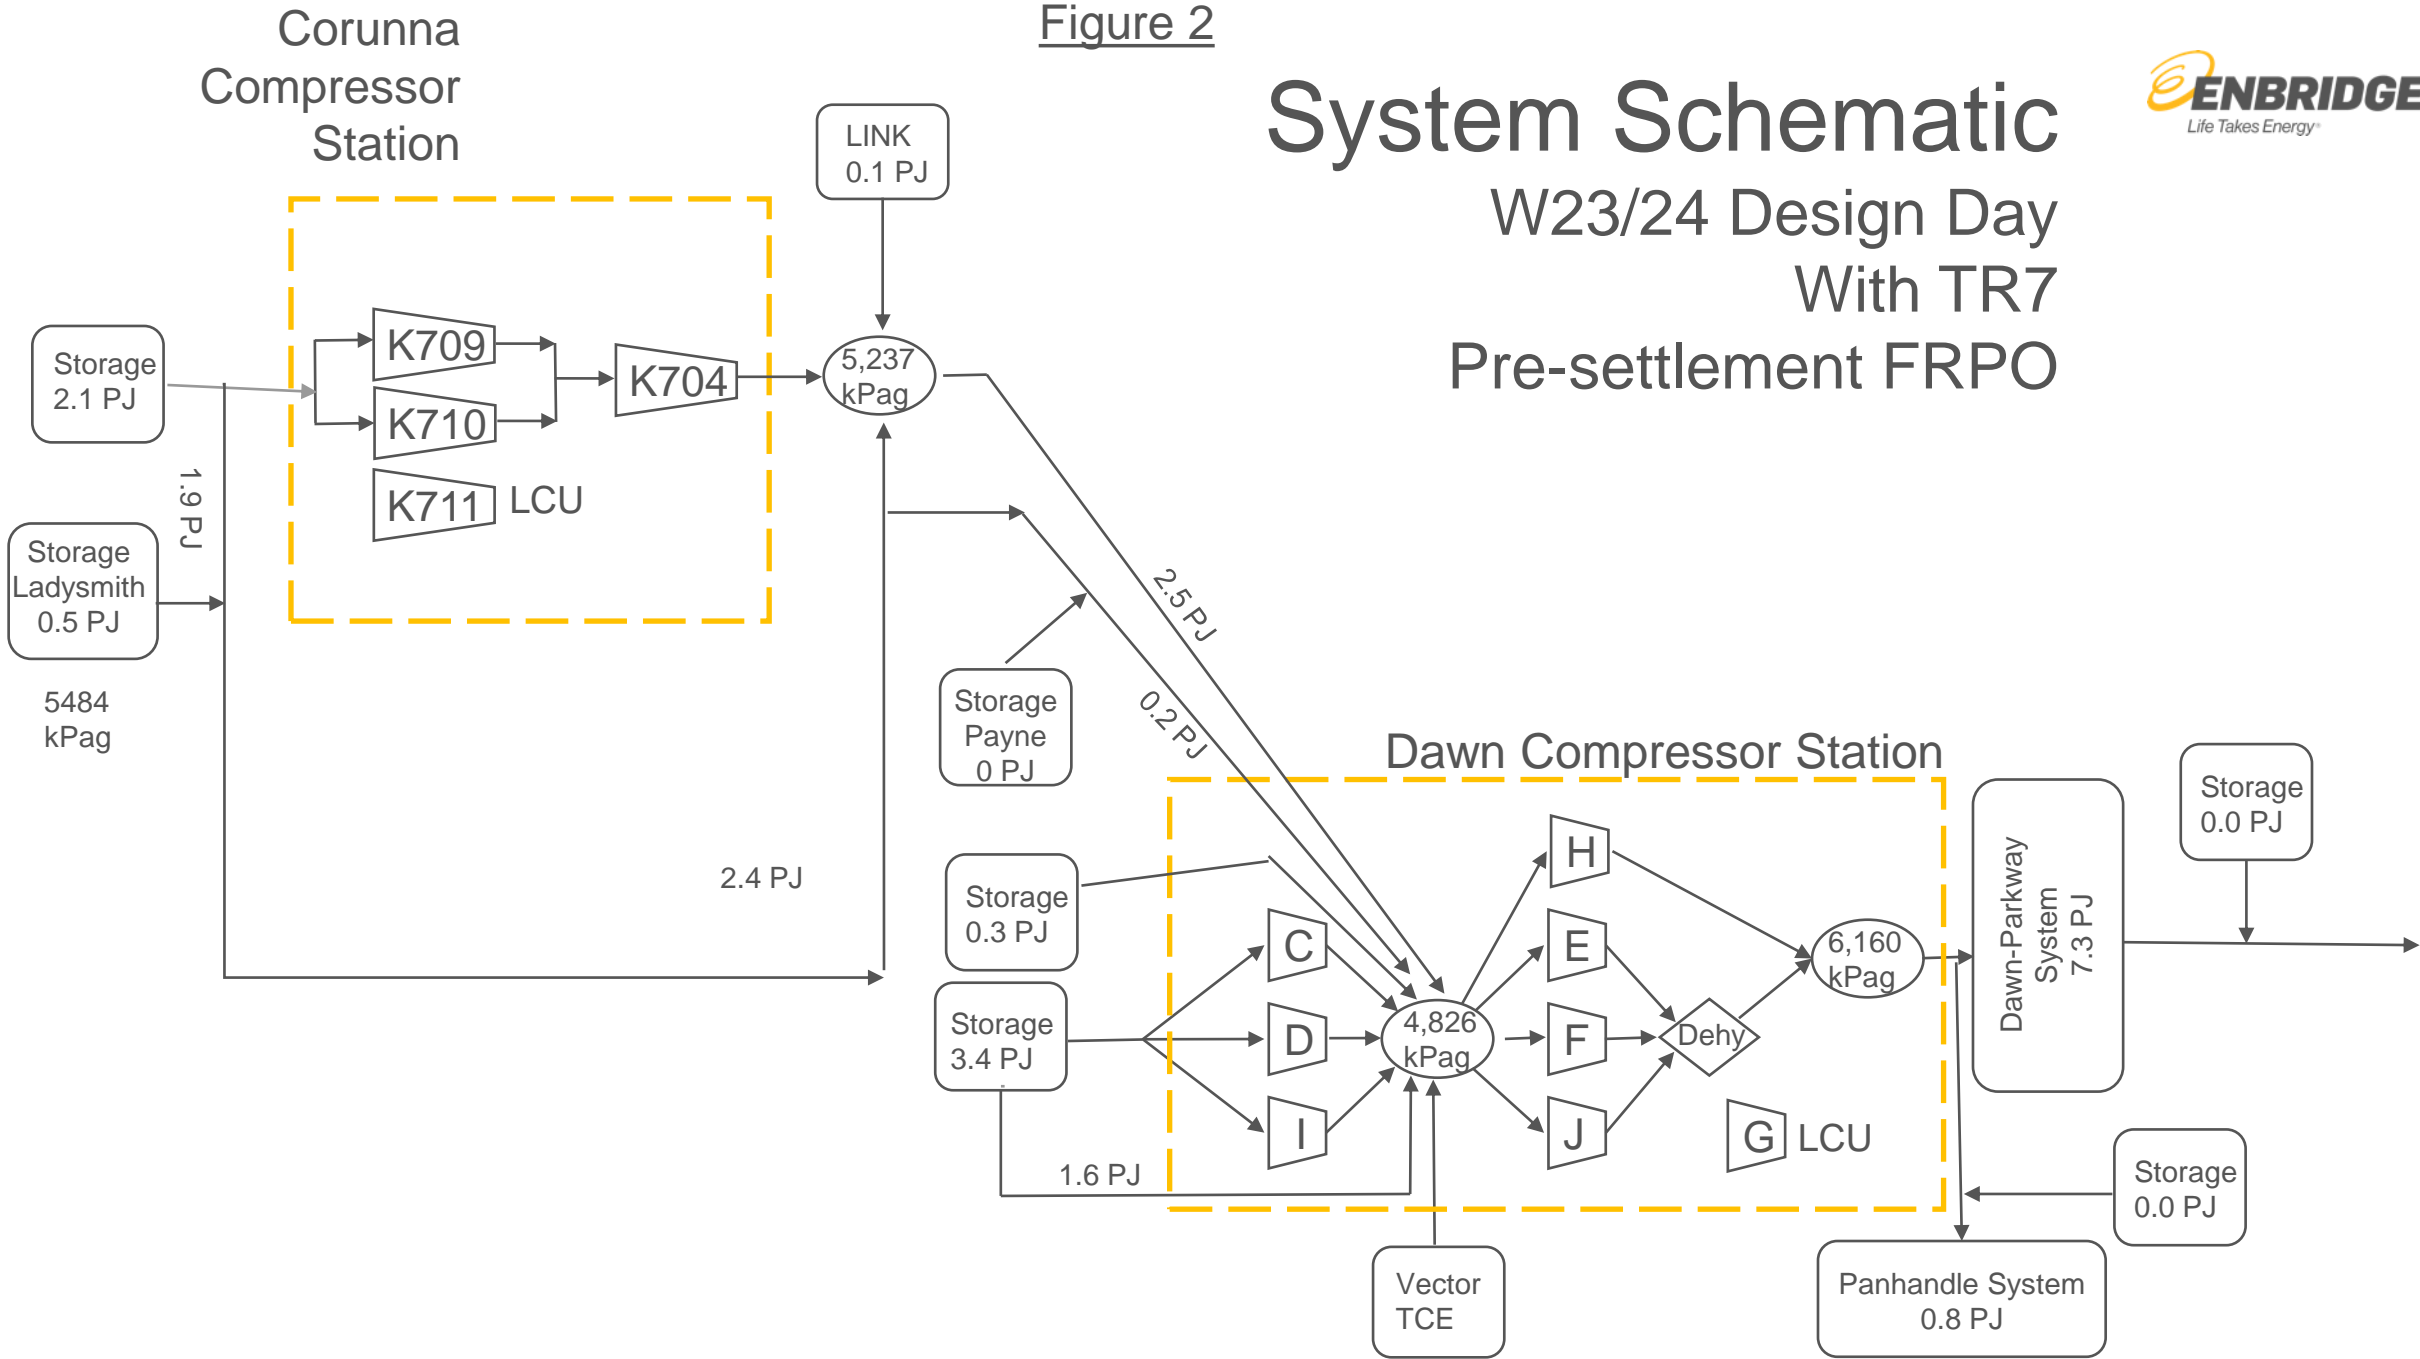 Figure 2
Corunna
Compressor
Station
System Schematic
W23/24 Design Day
With TR7
Pre-settlement FRPO
ENBRIDGE
Life Takes Energy®
LINK
0.1 PJ
Storage
2.1 PJ
K709
K710
K711
LCU
K704
5,237
kPag
1.9 PJ
Storage
Ladysmith
0.5 PJ
5484
kPag
2.4 PJ
2.5 PJ
0.2 PJ
Storage
Payne
0 PJ
Dawn Compressor Station
Storage
0.3 PJ
Storage
3.4 PJ
1.6 PJ
C
D
I
4,826
kPag
H
E
F
J
Dehy
G
LCU
6,160
kPag
Dawn-Parkway
System
7.3 PJ
Storage
0.0 PJ
Storage
0.0 PJ
Vector
TCE
Panhandle System
0.8 PJ